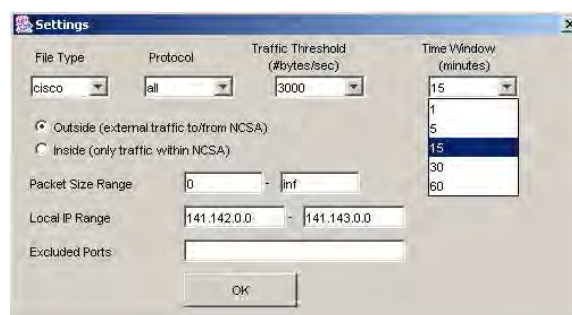 Settings
File Type Protocol Traffic Threshold (#bytes/sec) Time Window (minutes)
cisco all 3000 15
1
5
15
30
60
Outside (external traffic to/from NCSA)
Inside (only traffic within NCSA)
Packet Size Range 0 - inf
Local IP Range 141.142.0.0 - 141.143.0.0
Excluded Ports
OK